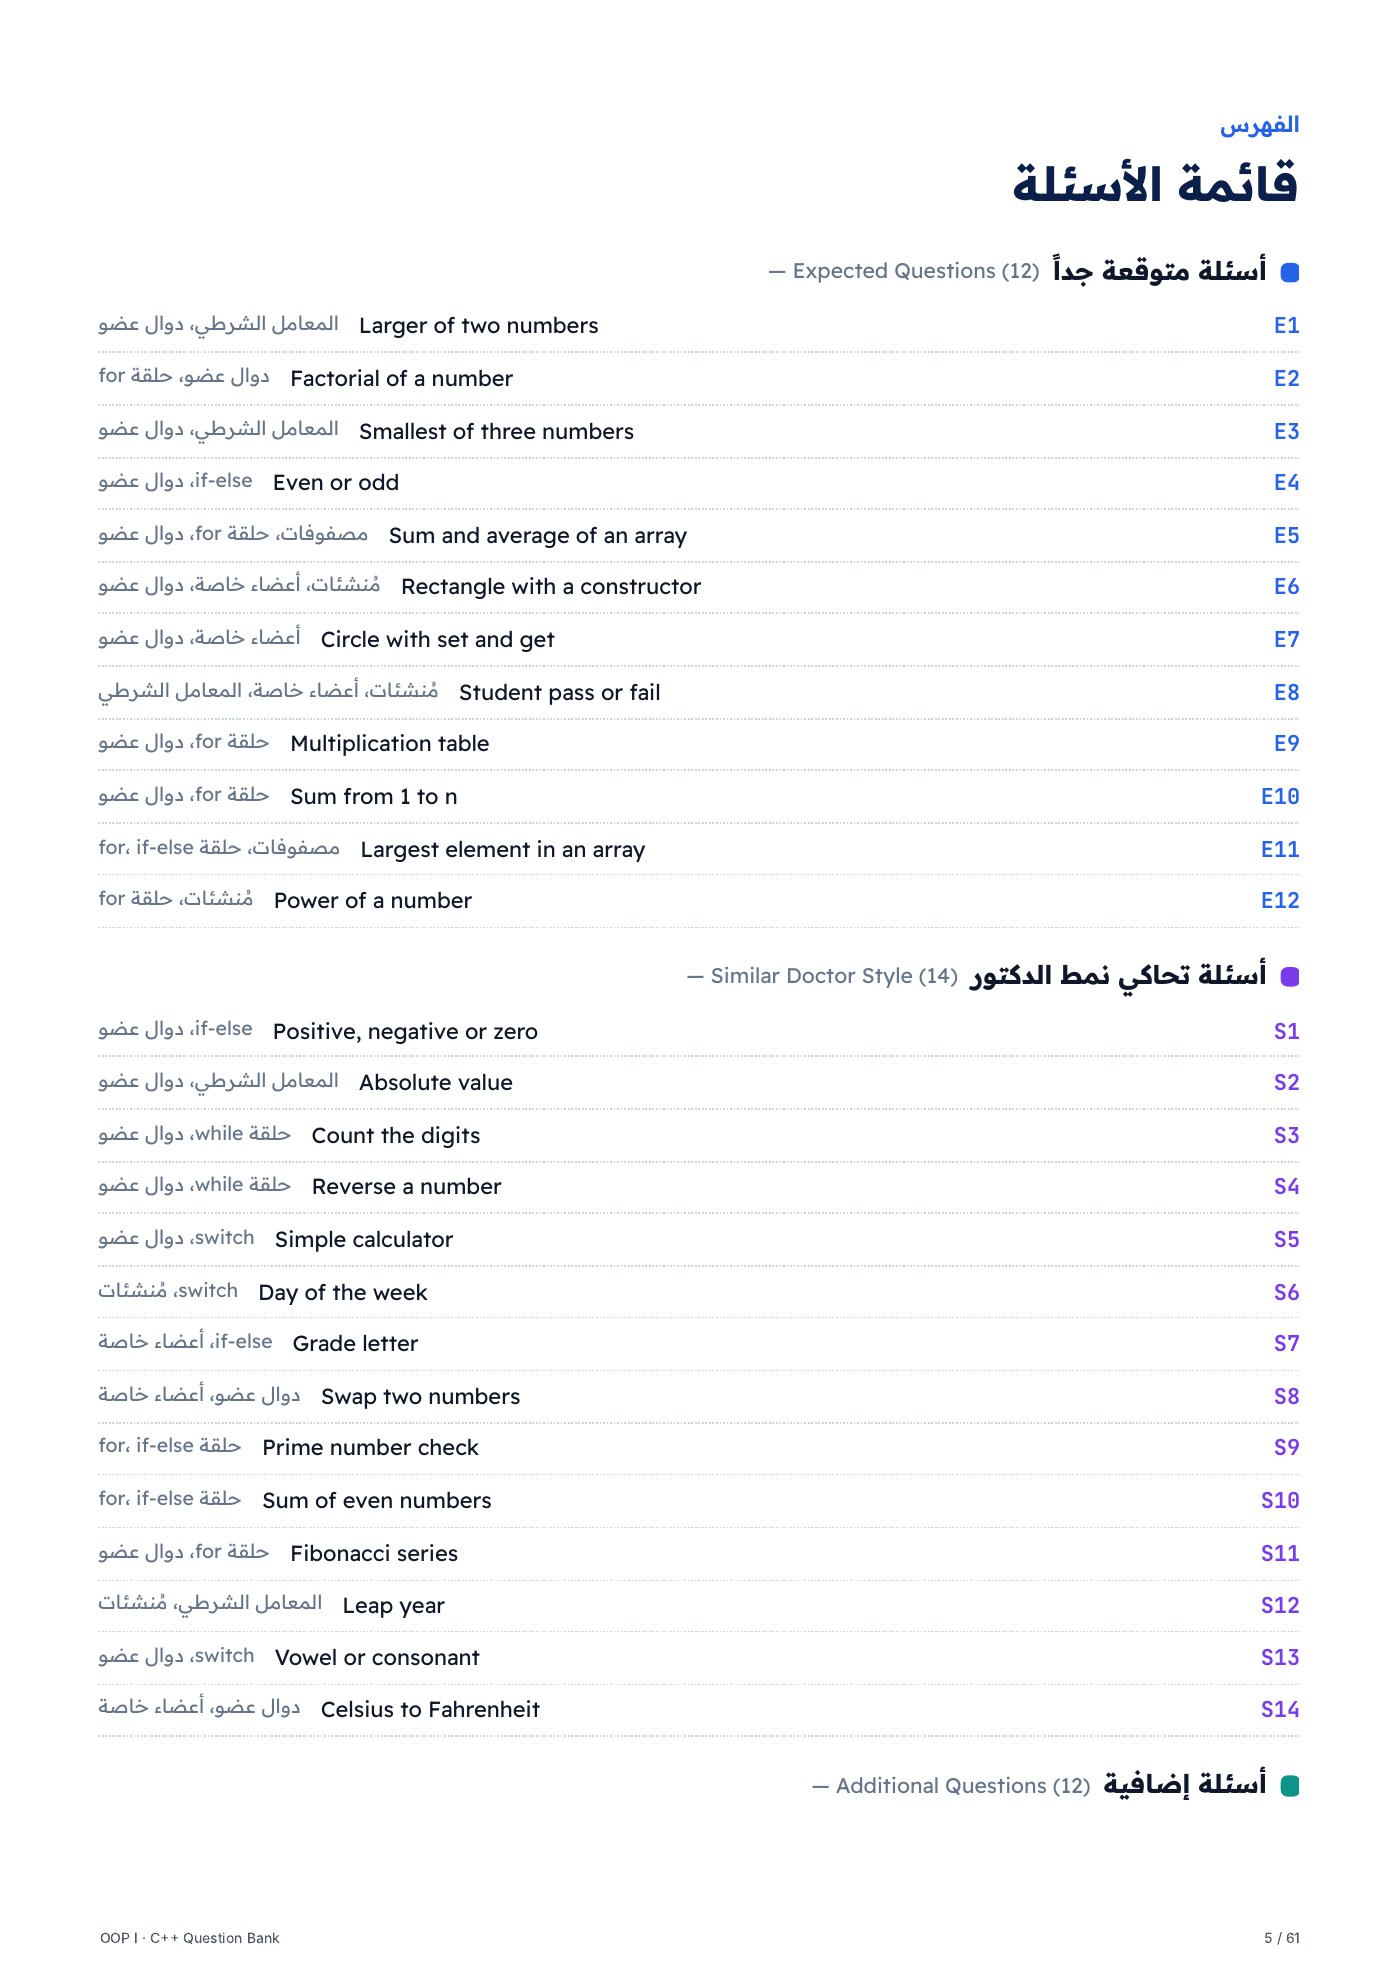 الفهرس
قائمة الأسئلة
أسئلة متوقعة جداً — Expected Questions (12)
E1 Larger of two numbers المعامل الشرطي، دوال عضو
E2 Factorial of a number دوال عضو، حلقة for
E3 Smallest of three numbers المعامل الشرطي، دوال عضو
E4 Even or odd if-else، دوال عضو
E5 Sum and average of an array مصفوفات، حلقة for، دوال عضو
E6 Rectangle with a constructor مُنشئات، أعضاء خاصة، دوال عضو
E7 Circle with set and get أعضاء خاصة، دوال عضو
E8 Student pass or fail مُنشئات، أعضاء خاصة، المعامل الشرطي
E9 Multiplication table حلقة for، دوال عضو
E10 Sum from 1 to n حلقة for، دوال عضو
E11 Largest element in an array مصفوفات، حلقة for، if-else
E12 Power of a number مُنشئات، حلقة for
أسئلة تحاكي نمط الدكتور — Similar Doctor Style (14)
S1 Positive, negative or zero if-else، دوال عضو
S2 Absolute value المعامل الشرطي، دوال عضو
S3 Count the digits حلقة while، دوال عضو
S4 Reverse a number حلقة while، دوال عضو
S5 Simple calculator switch، دوال عضو
S6 Day of the week switch، مُنشئات
S7 Grade letter if-else، أعضاء خاصة
S8 Swap two numbers دوال عضو، أعضاء خاصة
S9 Prime number check حلقة for، if-else
S10 Sum of even numbers حلقة for، if-else
S11 Fibonacci series حلقة for، دوال عضو
S12 Leap year المعامل الشرطي، مُنشئات
S13 Vowel or consonant switch، دوال عضو
S14 Celsius to Fahrenheit دوال عضو، أعضاء خاصة
أسئلة إضافية — Additional Questions (12)
OOP I · C++ Question Bank 5 / 61